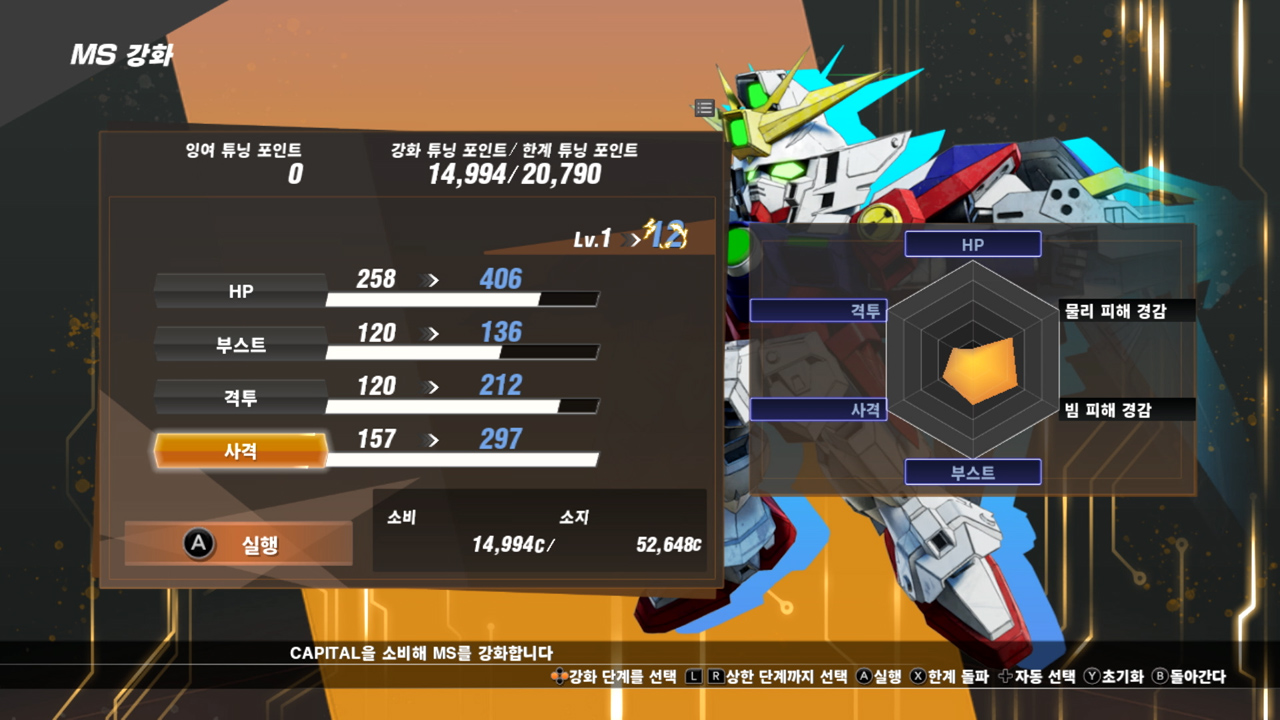 MS 강화
잉여 튜닝 포인트
0
강화 튜닝 포인트/ 한계 튜닝 포인트
14,994/20,790
Lv.1 12
HP 258 406
부스트 120 136
격투 120 212
사격 157 297
A 실행
소비 소지
14,994C/ 52,648C
HP
격투 물리 피해 경감
사격 빔 피해 경감
부스트
CAPITAL을 소비해 MS를 강화합니다
강화 단계를 선택 L R 상한 단계까지 선택 A 실행 X 한계 돌파 자동 선택 Y 초기화 B 돌아간다